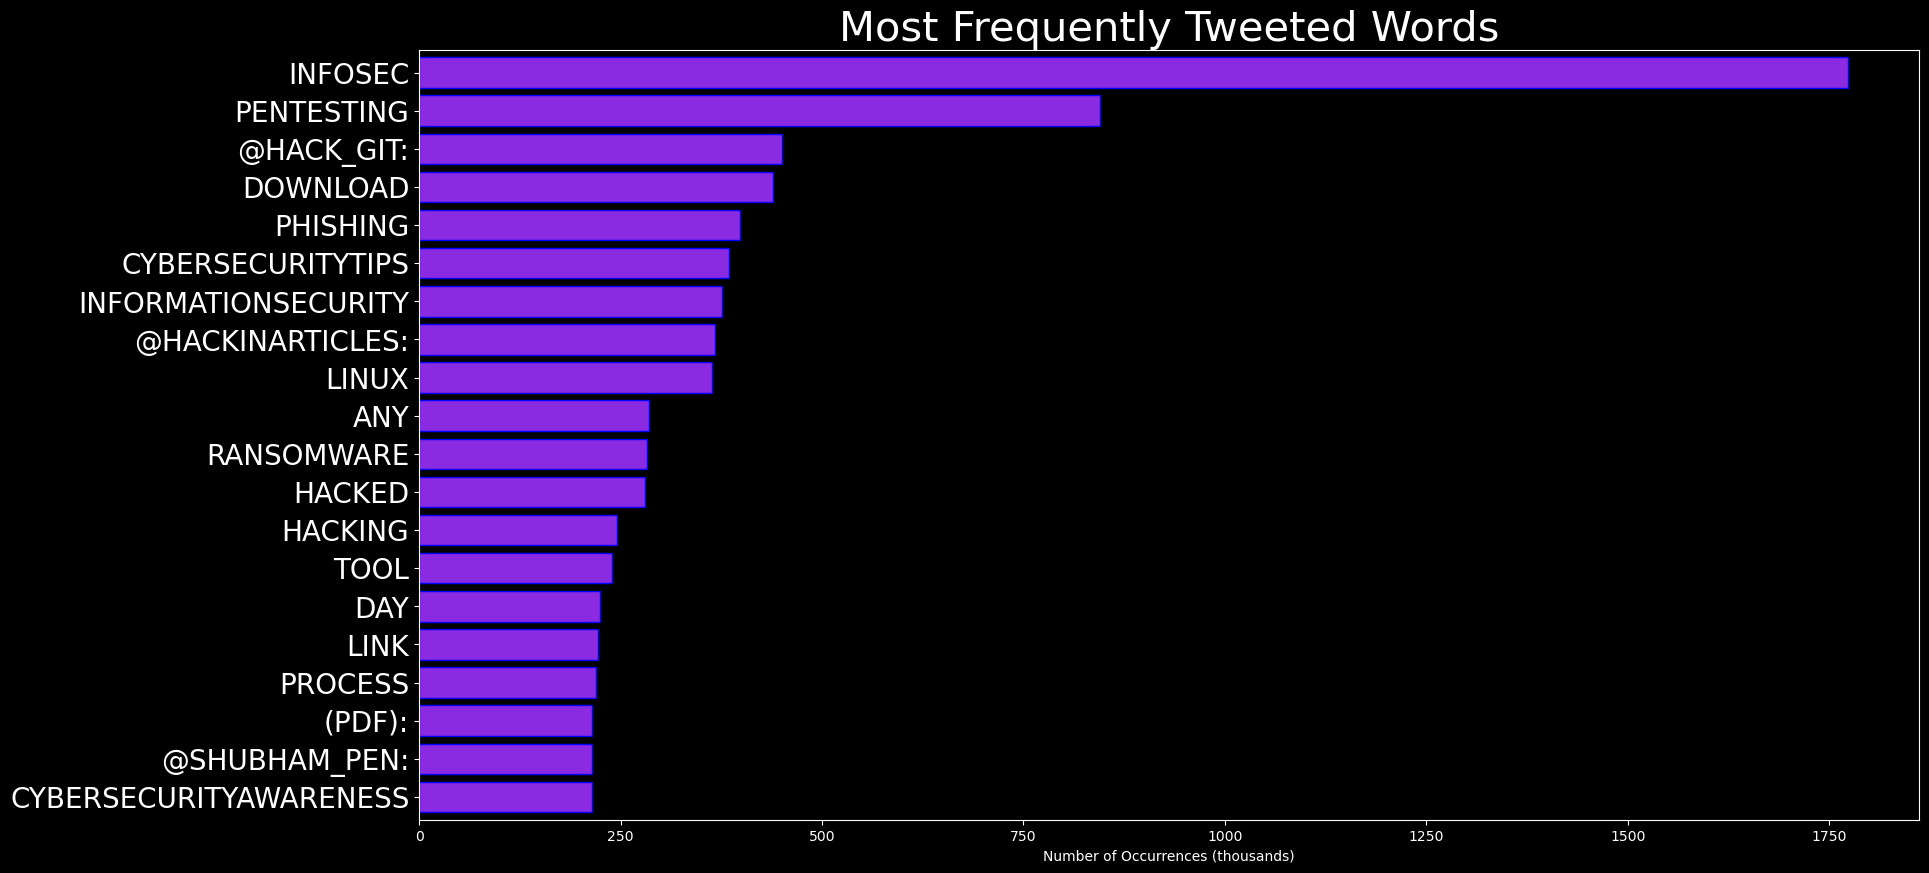 Most Frequently Tweeted Words
INFOSEC
PENTESTING
@HACK_GIT:
DOWNLOAD
PHISHING
CYBERSECURITYTIPS
INFORMATIONSECURITY
@HACKINARTICLES:
LINUX
ANY
RANSOMWARE
HACKED
HACKING
TOOL
DAY
LINK
PROCESS
(PDF):
@SHUBHAM_PEN:
CYBERSECURITYAWARENESS
0 250 500 750 1000 1250 1500 1750
Number of Occurrences (thousands)